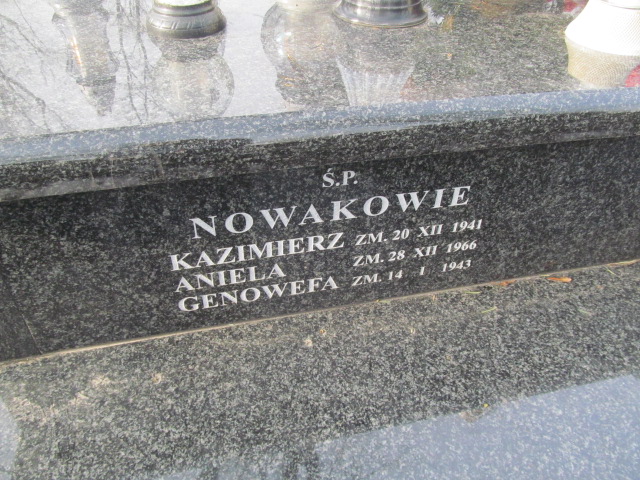 Ś.P.
NOWAKOWIE
KAZIMIERZ ZM. 20 XII 1941
ANIELA ZM. 28 XII 1966
GENOWEFA ZM. 14 I 1943